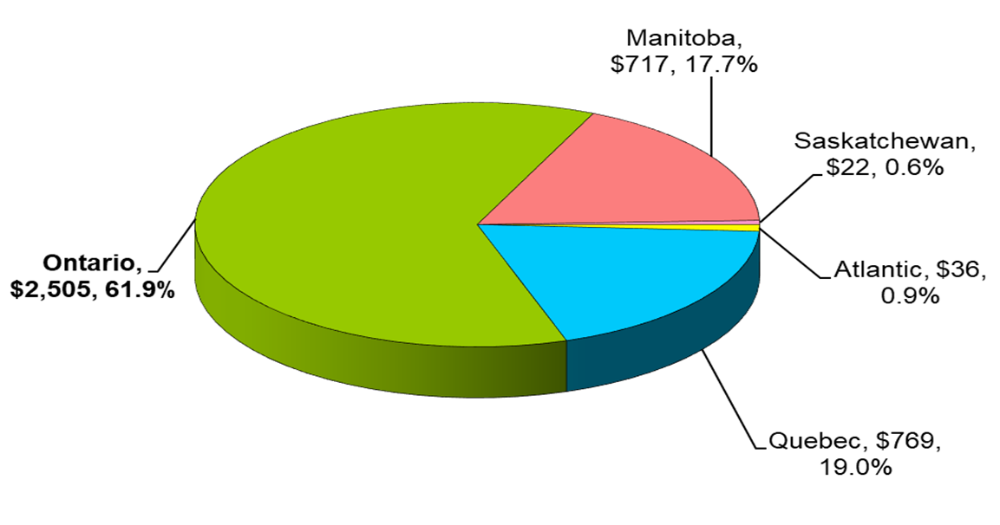 Manitoba,
$717, 17.7%
Saskatchewan,
$22, 0.6%
Ontario,
$2,505, 61.9%
Atlantic, $36,
0.9%
Quebec, $769,
19.0%